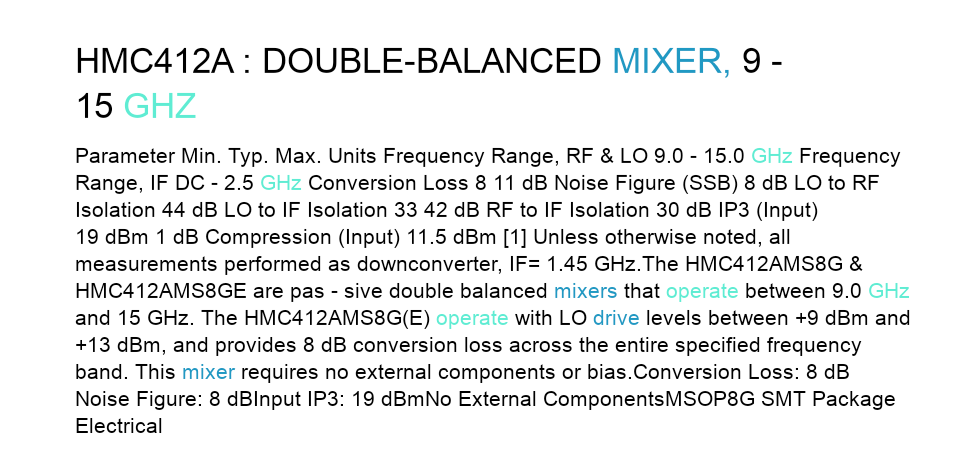 HMC412A : DOUBLE-BALANCED MIXER, 9 -
15 GHZ
Parameter Min. Typ. Max. Units Frequency Range, RF & LO 9.0 - 15.0 GHz Frequency
Range, IF DC - 2.5 GHz Conversion Loss 8 11 dB Noise Figure (SSB) 8 dB LO to RF
Isolation 44 dB LO to IF Isolation 33 42 dB RF to IF Isolation 30 dB IP3 (Input)
19 dBm 1 dB Compression (Input) 11.5 dBm [1] Unless otherwise noted, all
measurements performed as downconverter, IF= 1.45 GHz.The HMC412AMS8G &
HMC412AMS8GE are pas - sive double balanced mixers that operate between 9.0 GHz
and 15 GHz. The HMC412AMS8G(E) operate with LO drive levels between +9 dBm and
+13 dBm, and provides 8 dB conversion loss across the entire specified frequency
band. This mixer requires no external components or bias.Conversion Loss: 8 dB
Noise Figure: 8 dBInput IP3: 19 dBmNo External ComponentsMSOP8G SMT Package
Electrical